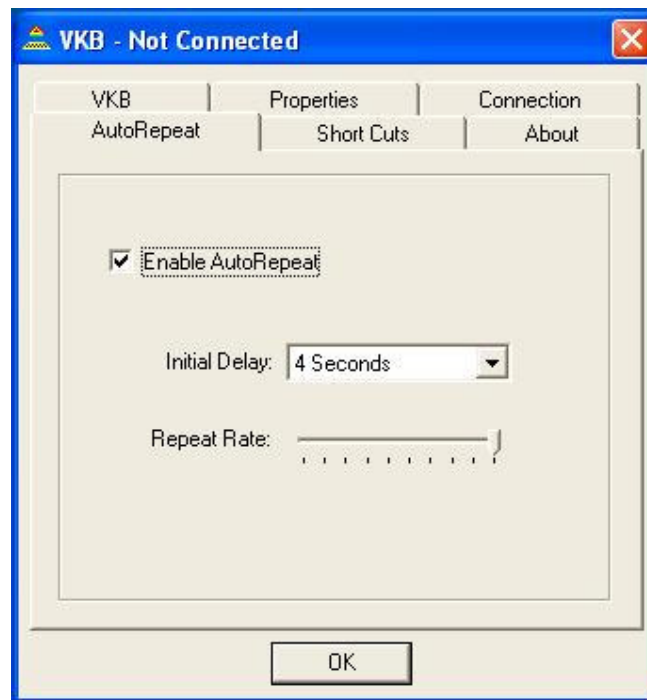 VKB - Not Connected
VKB Properties Connection
AutoRepeat Short Cuts About
Enable AutoRepeat
Initial Delay: 4 Seconds
Repeat Rate:
OK